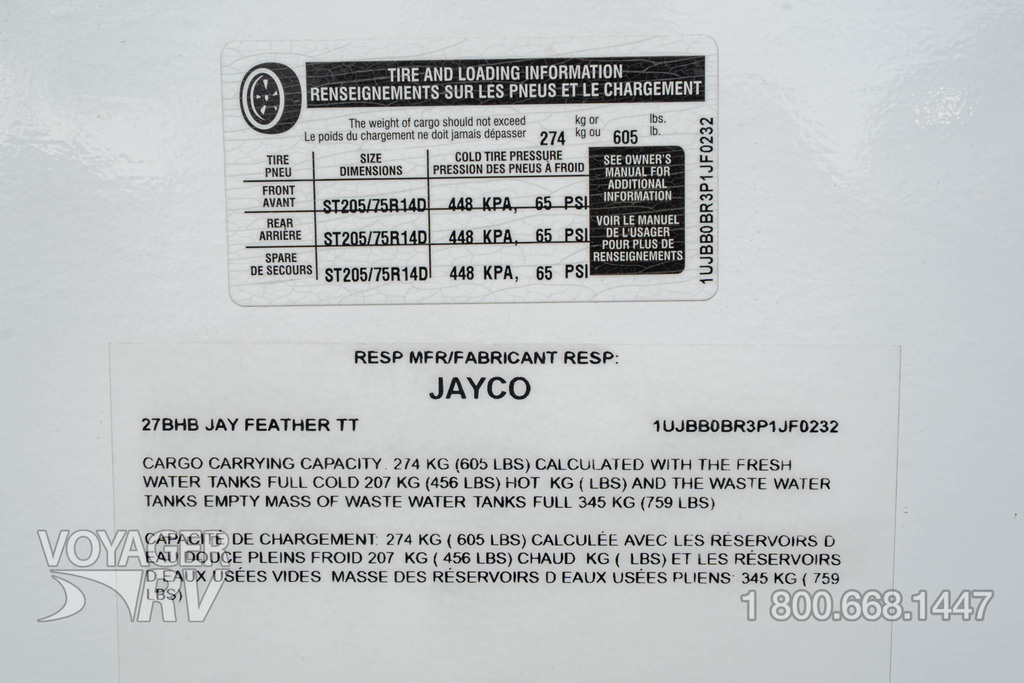 TIRE AND LOADING INFORMATION
RENSEIGNEMENTS SUR LES PNEUS ET LE CHARGEMENT
The weight of cargo should not exceed kg or lbs.
Le poids du chargement ne doit jamais dépasser 274 kg ou 605 lb.
TIRE SIZE COLD TIRE PRESSURE
PNEU DIMENSIONS PRESSION DES PNEUS À FROID
FRONT
AVANT ST205/75R14D 448 KPA, 65 PSI
REAR
ARRIÈRE ST205/75R14D 448 KPA, 65 PSI
SPARE
DE SECOURS ST205/75R14D 448 KPA, 65 PSI
SEE OWNER'S
MANUAL FOR
ADDITIONAL
INFORMATION
VOIR LE MANUEL
DE L'USAGER
POUR PLUS DE
RENSEIGNEMENTS
1UJBB0BR3P1JF0232
RESP MFR/FABRICANT RESP:
JAYCO
27BHB JAY FEATHER TT 1UJBB0BR3P1JF0232
CARGO CARRYING CAPACITY 274 KG (605 LBS) CALCULATED WITH THE FRESH
WATER TANKS FULL COLD 207 KG (456 LBS) HOT KG ( LBS) AND THE WASTE WATER
TANKS EMPTY MASS OF WASTE WATER TANKS FULL 345 KG (759 LBS)
CAPACITÉ DE CHARGEMENT: 274 KG ( 605 LBS) CALCULÉE AVEC LES RÉSERVOIRS D
EAU DOUCE PLEINS FROID 207 KG ( 456 LBS) CHAUD KG ( LBS) ET LES RÉSERVOIRS
D EAUX USÉES VIDES MASSE DES RÉSERVOIRS D EAUX USÉES PLIENS: 345 KG ( 759
LBS)
VOYAGER
RV
1 800.668.1447